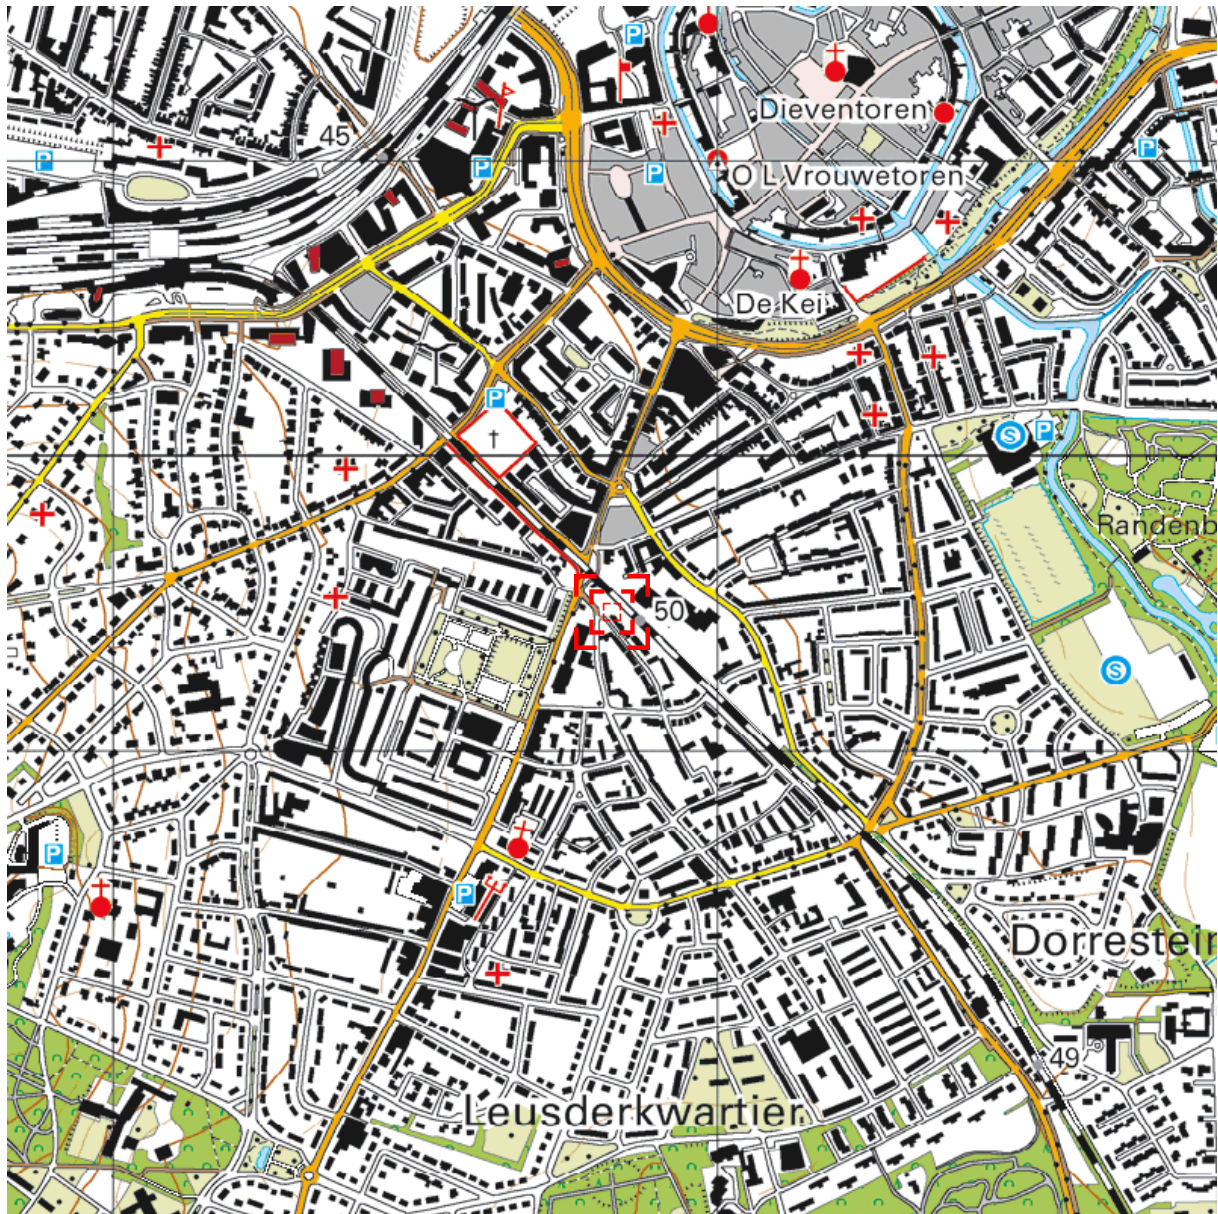 P
45
P
Dieventoren
P
P
P
O L Vrouwetoren
De Kei
P
S
P
Randenb
50
S
P
P
Dorrestein
49
Leusderkwartier